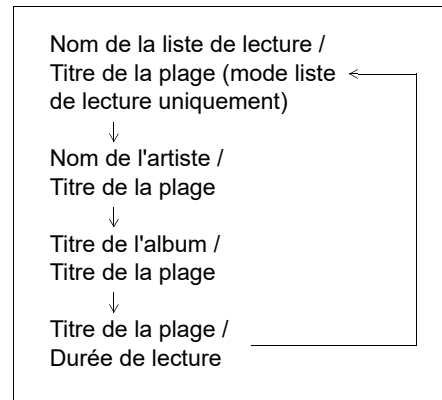 Nom de la liste de lecture /
Titre de la plage (mode liste
de lecture uniquement)
Nom de l'artiste /
Titre de la plage
Titre de l'album /
Titre de la plage
Titre de la plage /
Durée de lecture